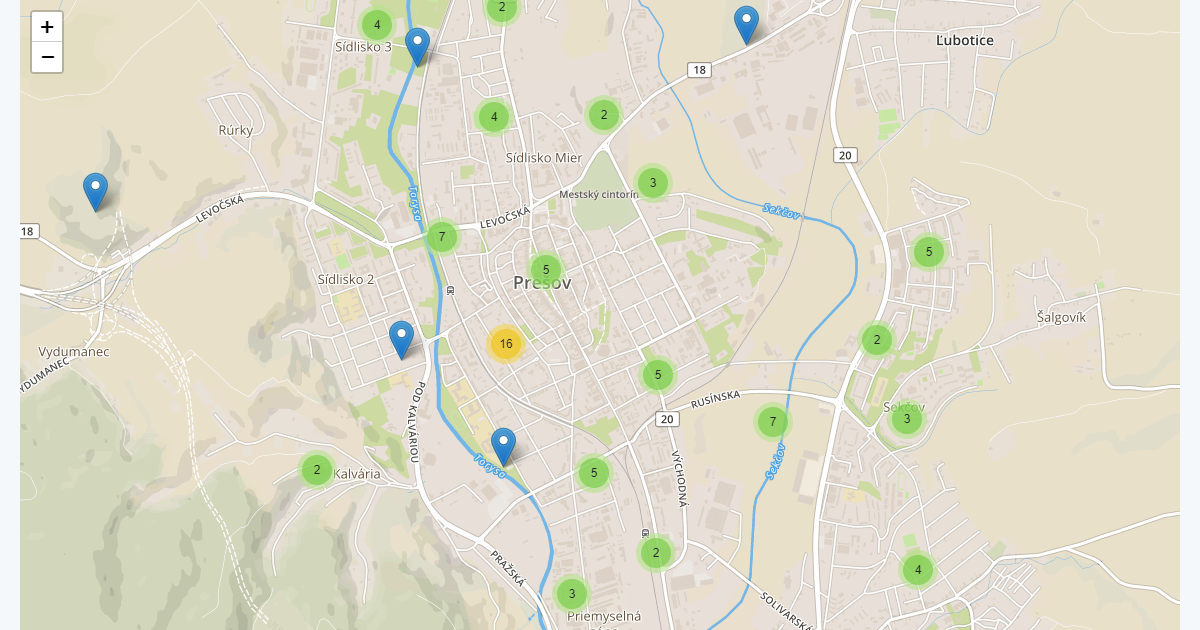 +
−
4
2
Sídlisko 3
18
Ľubotice
4
2
Rúrky
Sídlisko Mier
20
3
Mestský cintorín
LEVOČSKÁ
Torysa
LEVOČSKÁ
Sekčov
18
7
5
5
Sídlisko 2
Prešov
Šalgovík
16
2
Vydumanec
YDUMANEC
5
POD KALVÁRIOU
RUSÍNSKA
20
7
Sekčov
3
2
Kalvária
Torysa
5
VÝCHODNÁ
Sekčov
2
PRAŽSKÁ
4
3
Priemyselná
SOLIVARSKÁ